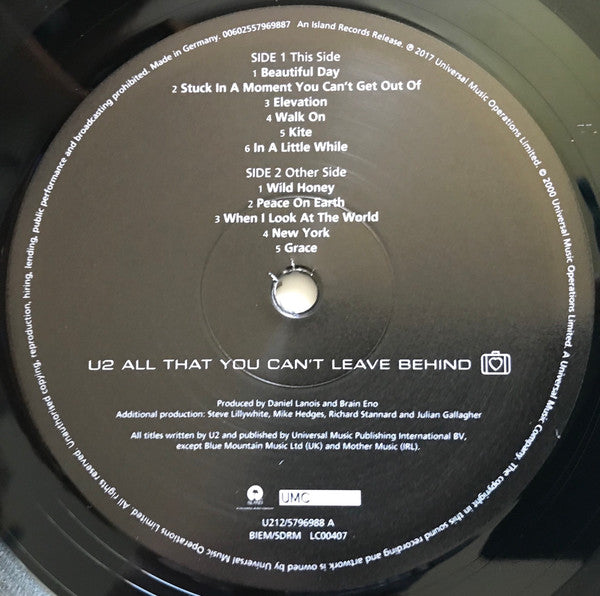 Made in Germany. 00602557969887 An Island Records Release. ℗ 2017 Universal Music Operations Limited. © 2000 Universal Music Operations Limited. A Universal Music Company. The copyright in this sound recording and artwork is owned by Universal Music Operations Limited. All rights reserved. Unauthorised copying, reproduction, hiring, lending, public performance and broadcasting prohibited.
SIDE 1 This Side
1 Beautiful Day
2 Stuck In A Moment You Can't Get Out Of
3 Elevation
4 Walk On
5 Kite
6 In A Little While
SIDE 2 Other Side
1 Wild Honey
2 Peace On Earth
3 When I Look At The World
4 New York
5 Grace
U2 ALL THAT YOU CAN'T LEAVE BEHIND
Produced by Daniel Lanois and Brain Eno
Additional production: Steve Lillywhite, Mike Hedges, Richard Stannard and Julian Gallagher
All titles written by U2 and published by Universal Music Publishing International BV,
except Blue Mountain Music Ltd (UK) and Mother Music (IRL).
ISLAND
UMC
U212/5796988 A
BIEM/SDRM LC00407